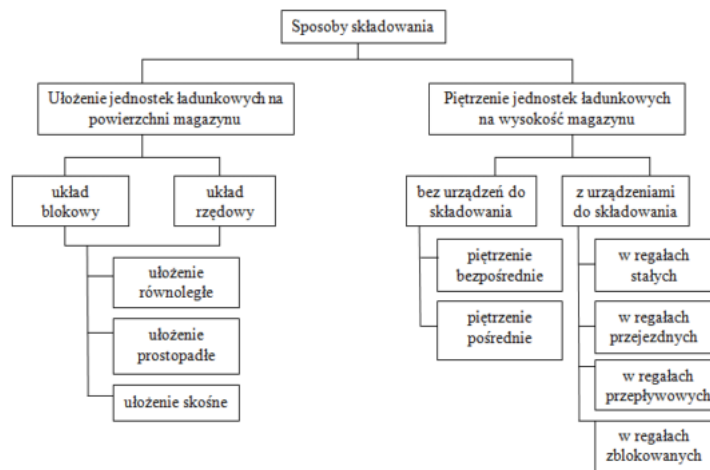 Sposoby składowania
Ułożenie jednostek ładunkowych na
powierzchni magazynu
Piętrzenie jednostek ładunkowych
na wysokość magazynu
układ
blokowy
układ
rzędowy
bez urządzeń do
składowania
z urządzeniami
do składowania
ułożenie
równoległe
ułożenie
prostopadłe
ułożenie skośne
piętrzenie
bezpośrednie
piętrzenie
pośrednie
w regałach
stałych
w regałach
przejezdnych
w regałach
przepływowych
w regałach
zblokowanych